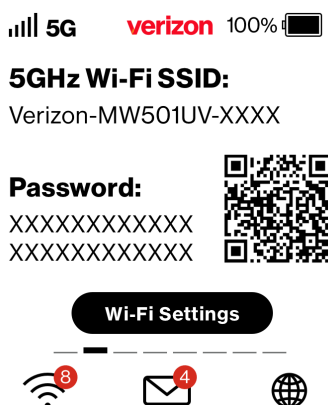 5G verizon 100%
5GHz Wi-Fi SSID:
Verizon-MW501UV-XXXX
Password:
XXXXXXXXXXXX
XXXXXXXXXXXX
Wi-Fi Settings
8 4